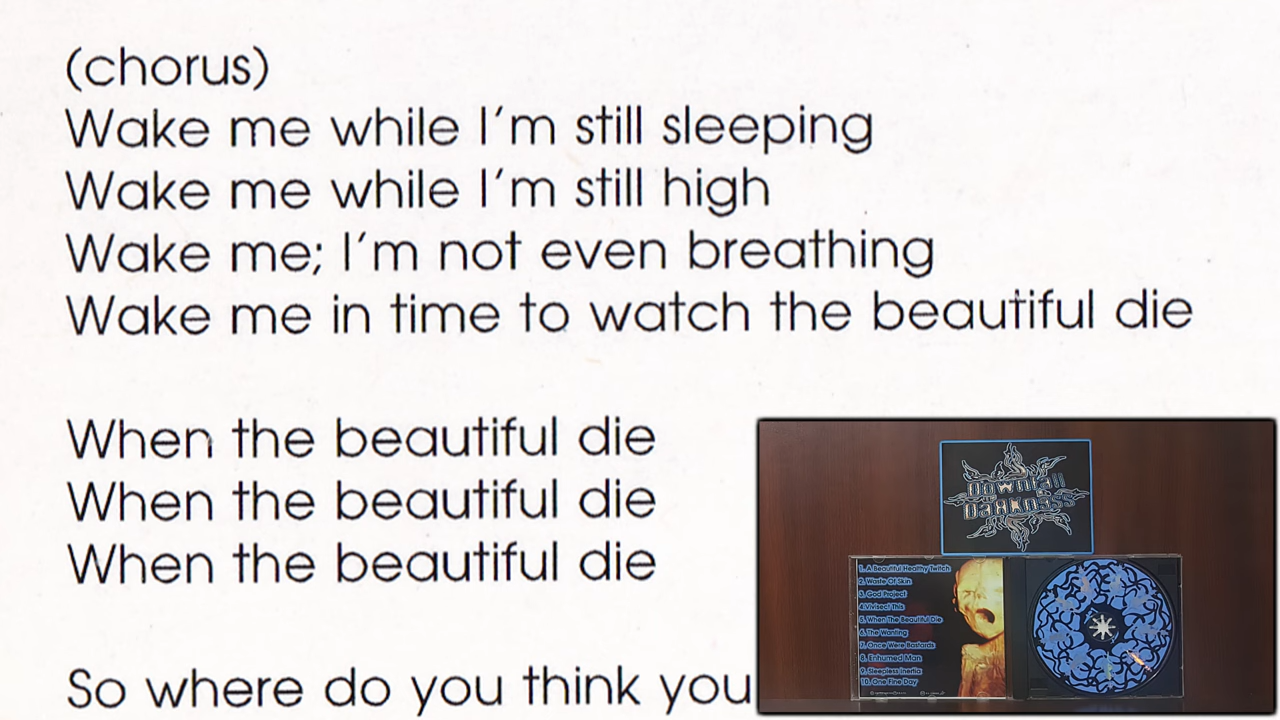 (chorus)
Wake me while I'm still sleeping
Wake me while I'm still high
Wake me; I'm not even breathing
Wake me in time to watch the beautiful die
When the beautiful die
When the beautiful die
When the beautiful die
So where do you think you
Downfall
Darkness
1. A Beautiful Healthy Twitch
2. Waste Of Skin
3. God Project
4. Vivisect This
5. When The Beautiful Die
6. The Wanting
7. Once Were Bastards
8. Exhumed Man
9. Sleepless Inertia
10. One Fine Day